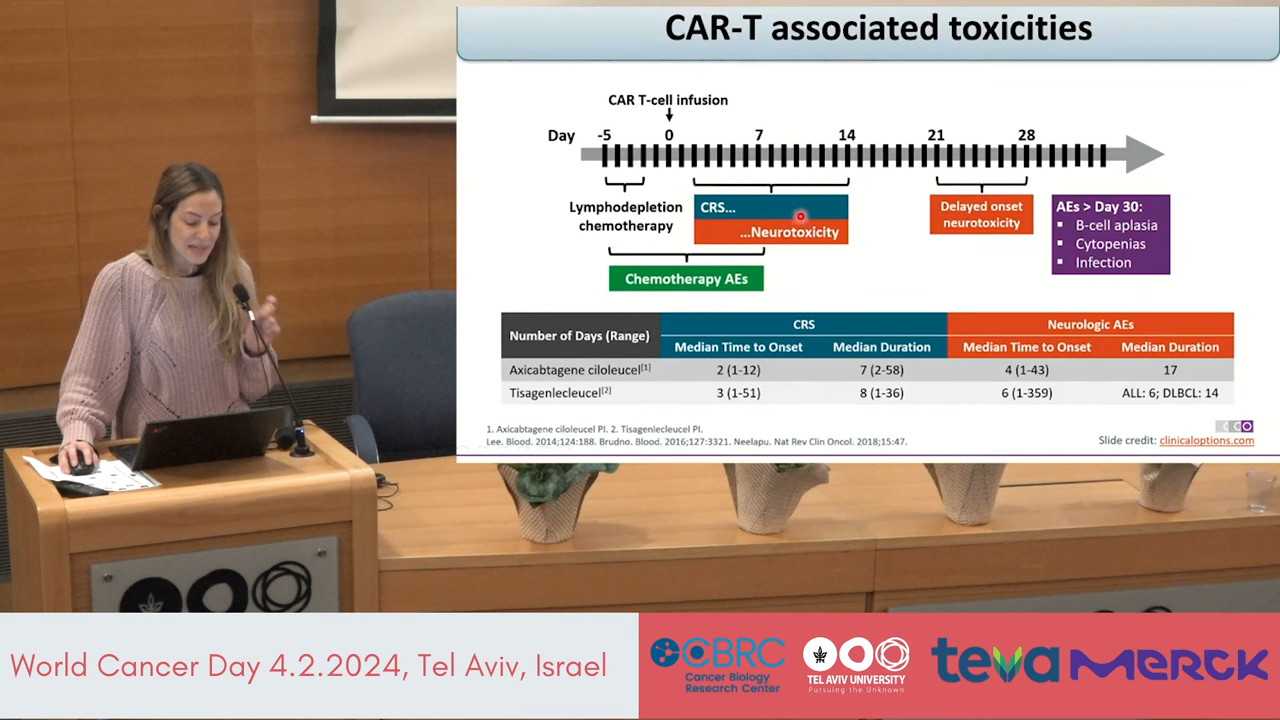 CAR-T associated toxicities
CAR T-cell infusion
Day -5 0 7 14 21 28
Lymphodepletion
chemotherapy
CRS...
...Neurotoxicity
Chemotherapy AEs
Delayed onset
neurotoxicity
AEs > Day 30:
▪ B-cell aplasia
▪ Cytopenias
▪ Infection
Number of Days (Range) CRS Neurologic AEs
Median Time to Onset Median Duration Median Time to Onset Median Duration
Axicabtagene ciloleucel[1] 2 (1-12) 7 (2-58) 4 (1-43) 17
Tisagenlecleucel[2] 3 (1-51) 8 (1-36) 6 (1-359) ALL: 6; DLBCL: 14
1. Axicabtagene ciloleucel PI. 2. Tisagenlecleucel PI.
Lee. Blood. 2014;124:188. Brudno. Blood. 2016;127:3321. Neelapu. Nat Rev Clin Oncol. 2018;15:47.
CCO
Slide credit: clinicaloptions.com
World Cancer Day 4.2.2024, Tel Aviv, Israel
CBRC
Cancer Biology
Research Center
TEL AVIV UNIVERSITY
Pursuing the Unknown
teva
MERCK